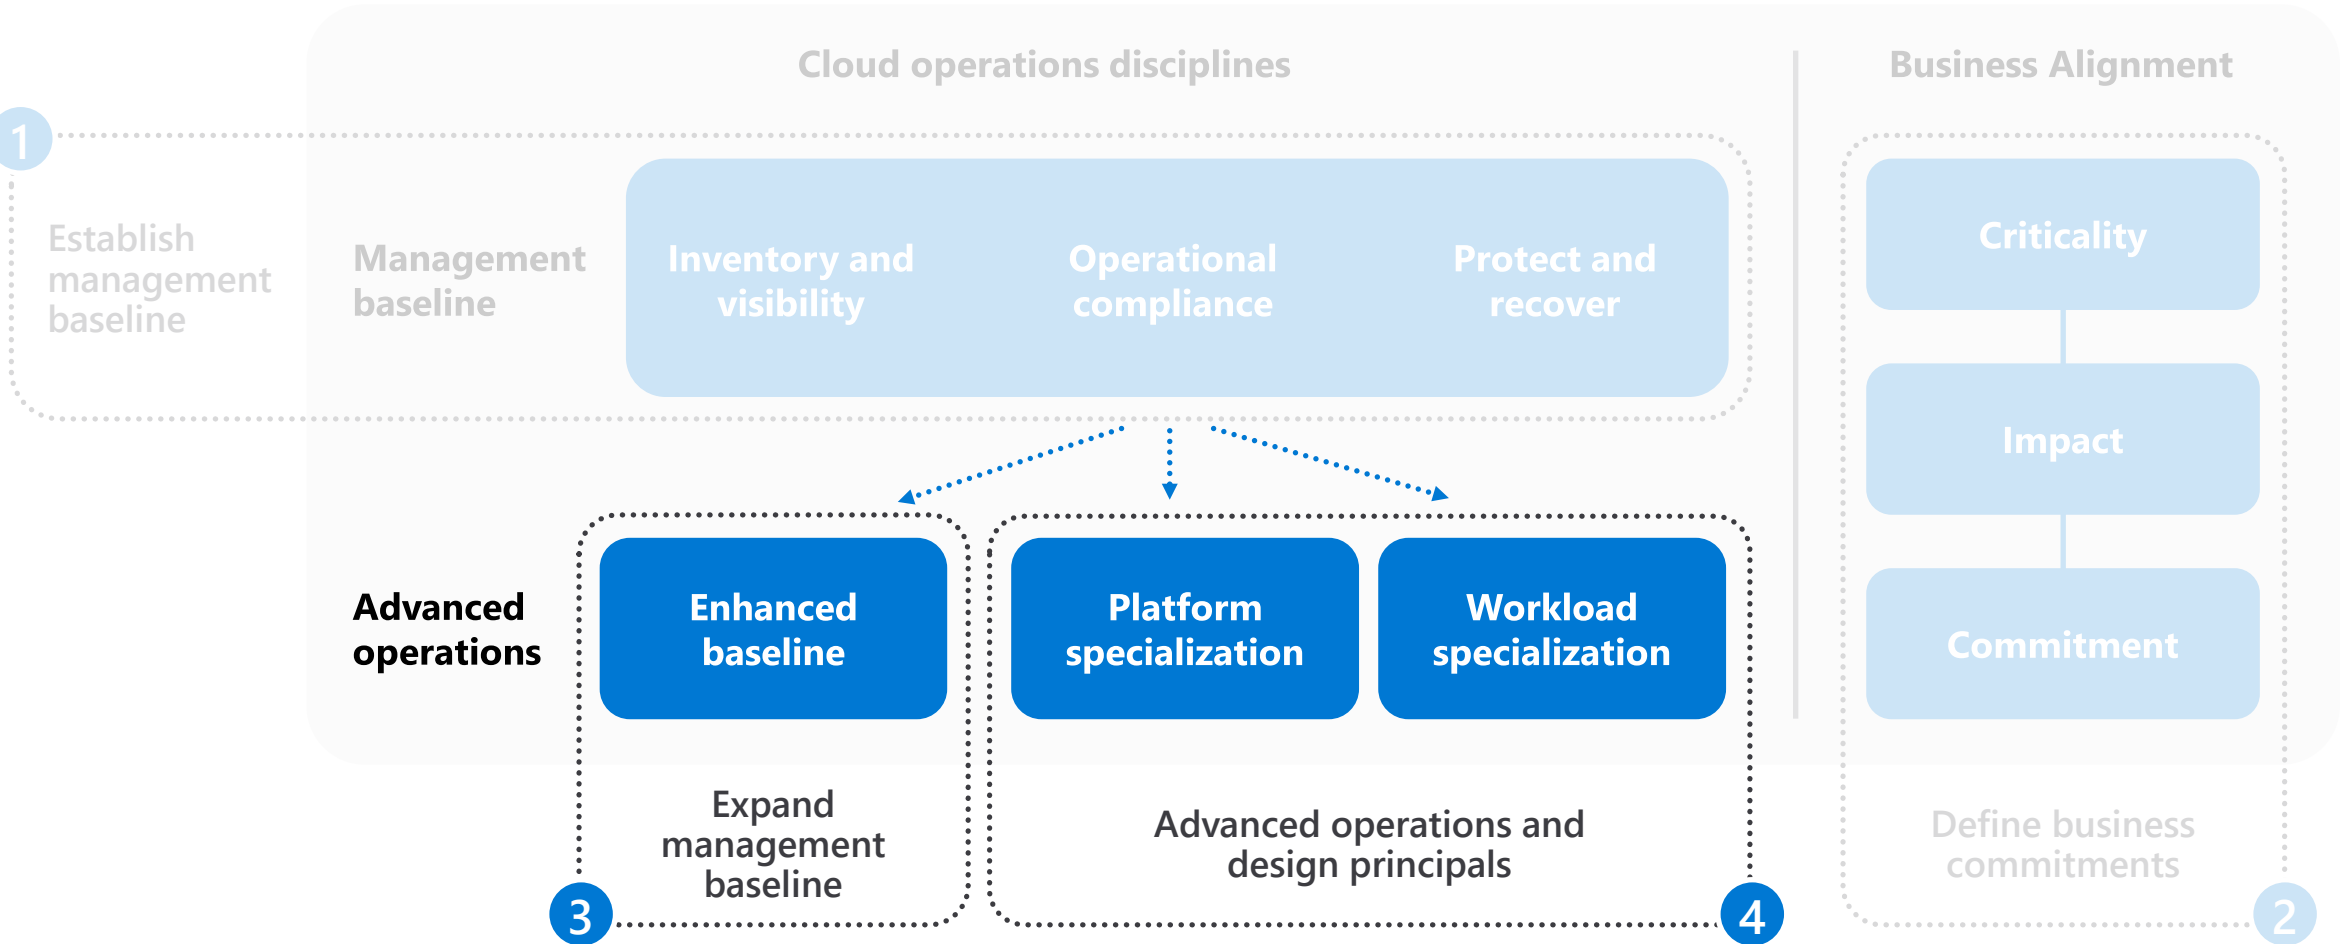 Cloud operations disciplines
Business Alignment
1
Establish
management
baseline
Management
baseline
Inventory and
visibility
Operational
compliance
Protect and
recover
Criticality
Impact
Commitment
Advanced
operations
Enhanced
baseline
Platform
specialization
Workload
specialization
Expand
management
baseline
3
Advanced operations and
design principals
4
Define business
commitments
2